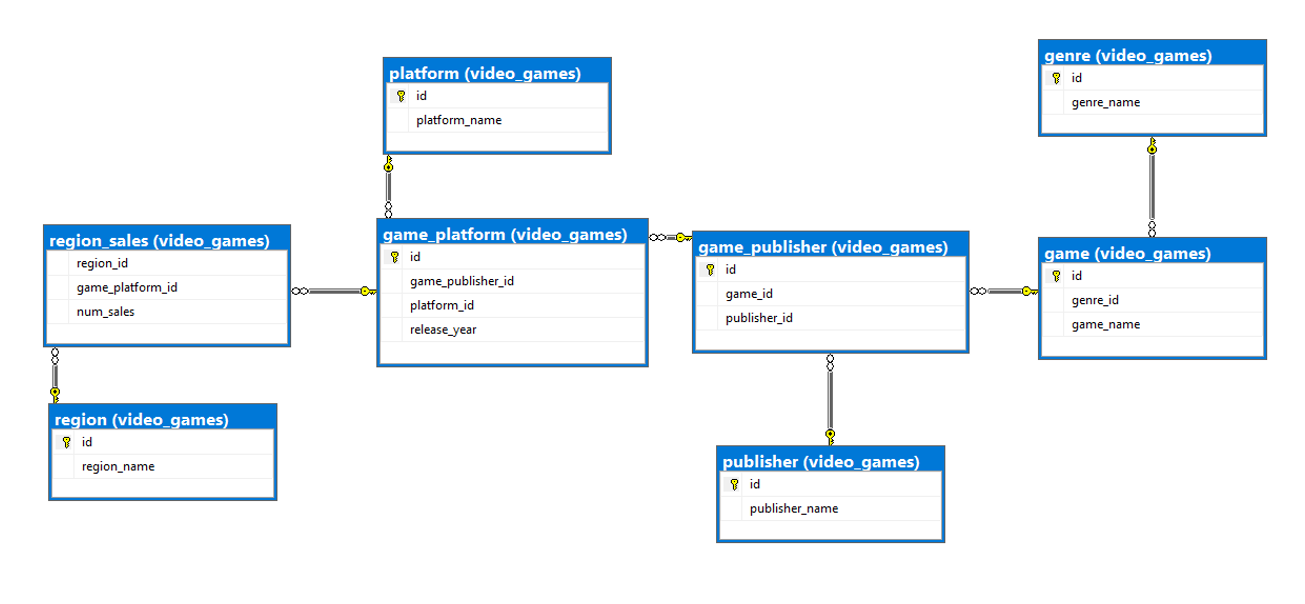 platform (video_games)
id
platform_name
genre (video_games)
id
genre_name
region_sales (video_games)
region_id
game_platform_id
num_sales
game_platform (video_games)
id
game_publisher_id
platform_id
release_year
game_publisher (video_games)
id
game_id
publisher_id
game (video_games)
id
genre_id
game_name
region (video_games)
id
region_name
publisher (video_games)
id
publisher_name